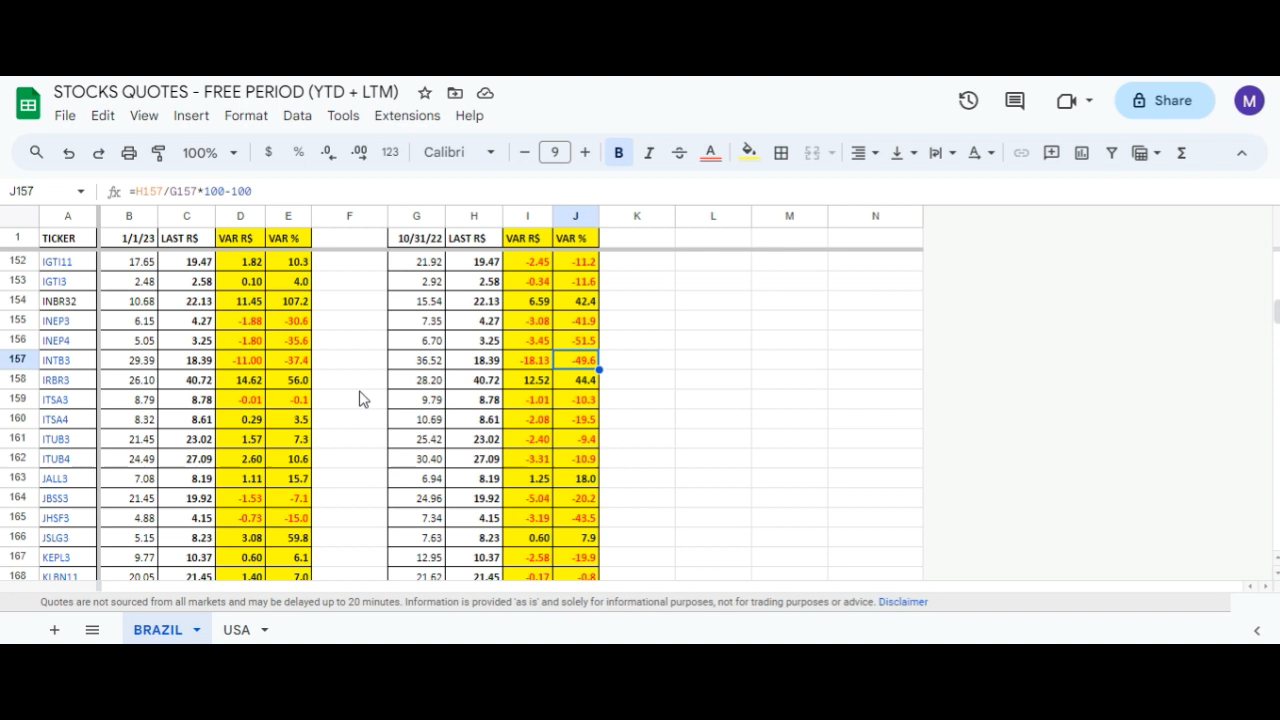 STOCKS QUOTES - FREE PERIOD (YTD + LTM)
File Edit View Insert Format Data Tools Extensions Help
Share
M
100% $ % .0 .00 123 Calibri - 9 + B I A Σ
J157 fx =H157/G157*100-100
A B C D E F G H I J K L M N
1 TICKER 1/1/23 LAST R$ VAR R$ VAR % 10/31/22 LAST R$ VAR R$ VAR %
152 IGTI11 17.65 19.47 1.82 10.3 21.92 19.47 -2.45 -11.2
153 IGTI3 2.48 2.58 0.10 4.0 2.92 2.58 -0.34 -11.6
154 INBR32 10.68 22.13 11.45 107.2 15.54 22.13 6.59 42.4
155 INEP3 6.15 4.27 -1.88 -30.6 7.35 4.27 -3.08 -41.9
156 INEP4 5.05 3.25 -1.80 -35.6 6.70 3.25 -3.45 -51.5
157 INTB3 29.39 18.39 -11.00 -37.4 36.52 18.39 -18.13 -49.6
158 IRBR3 26.10 40.72 14.62 56.0 28.20 40.72 12.52 44.4
159 ITSA3 8.79 8.78 -0.01 -0.1 9.79 8.78 -1.01 -10.3
160 ITSA4 8.32 8.61 0.29 3.5 10.69 8.61 -2.08 -19.5
161 ITUB3 21.45 23.02 1.57 7.3 25.42 23.02 -2.40 -9.4
162 ITUB4 24.49 27.09 2.60 10.6 30.40 27.09 -3.31 -10.9
163 JALL3 7.08 8.19 1.11 15.7 6.94 8.19 1.25 18.0
164 JBSS3 21.45 19.92 -1.53 -7.1 24.96 19.92 -5.04 -20.2
165 JHSF3 4.88 4.15 -0.73 -15.0 7.34 4.15 -3.19 -43.5
166 JSLG3 5.15 8.23 3.08 59.8 7.63 8.23 0.60 7.9
167 KEPL3 9.77 10.37 0.60 6.1 12.95 10.37 -2.58 -19.9
168 KLBN11 20.05 21.45 1.40 7.0 21.62 21.45 -0.17 -0.8
Quotes are not sourced from all markets and may be delayed up to 20 minutes. Information is provided 'as is' and solely for informational purposes, not for trading purposes or advice. Disclaimer
BRAZIL USA